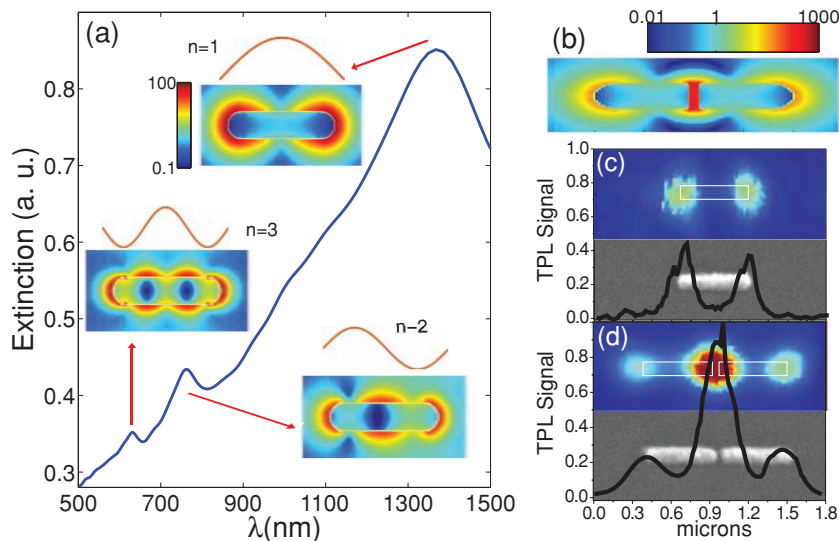 (a)
n=1
100
0.1
n=3
n-2
Extinction (a. u.)
0.8
0.7
0.6
0.5
0.4
0.3
500
700
900
1100
1300
1500
λ(nm)
0.01
1
1000
(b)
(c)
TPL Signal
1.0
0.8
0.6
0.4
0.2
0.0
(d)
TPL Signal
0.8
0.6
0.4
0.2
0.0
0.0
0.3
0.6
0.9
1.2
1.5
1.8
microns